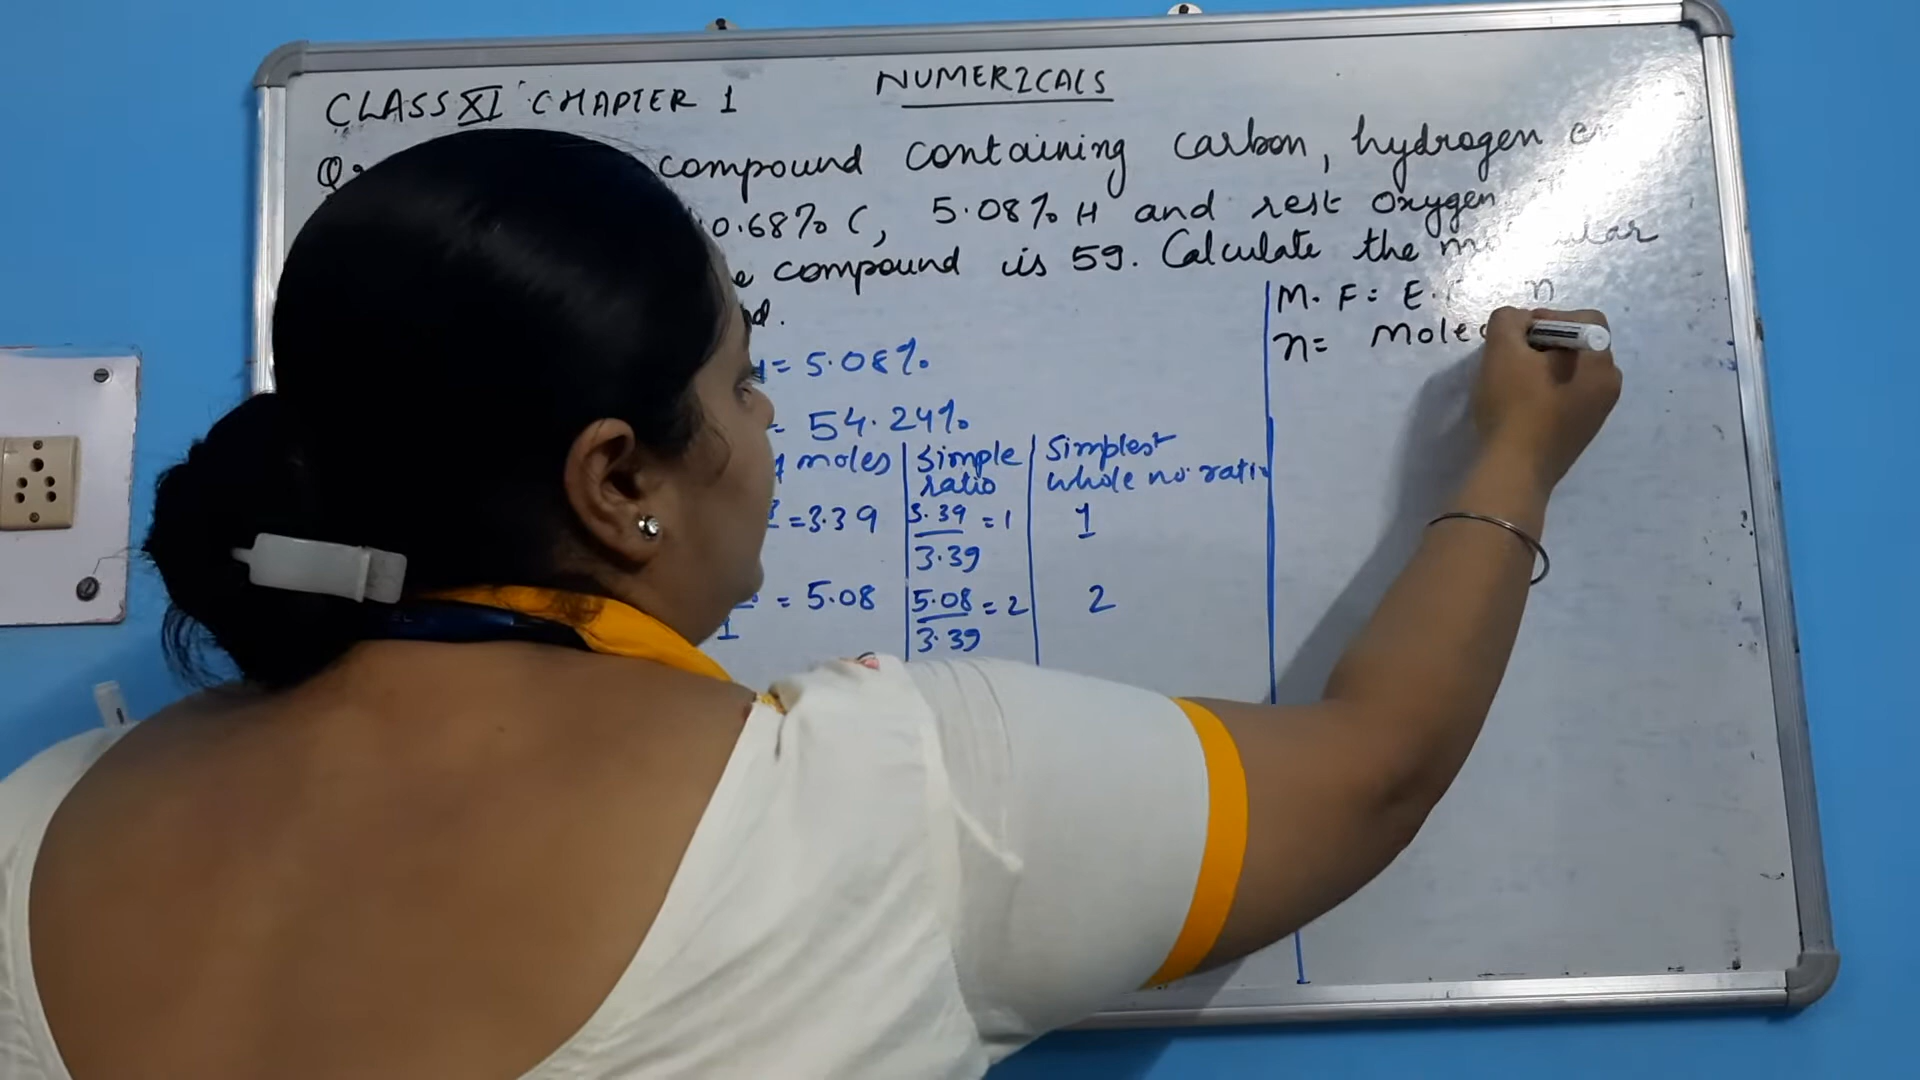 CLASS XI CHAPTER 1
NUMERICALS
compound containing carbon, hydrogen
0.68% C, 5.08% H and rest oxygen.
compound is 59. Calculate the molecular
M.F = E. n
n= Molec
= 5.08%
= 54.24%
moles
Simple ratio
Simplest whole no. ratio
=3.39
3.39/3.39 = 1
1
1 = 5.08
5.08/3.39 = 2
2